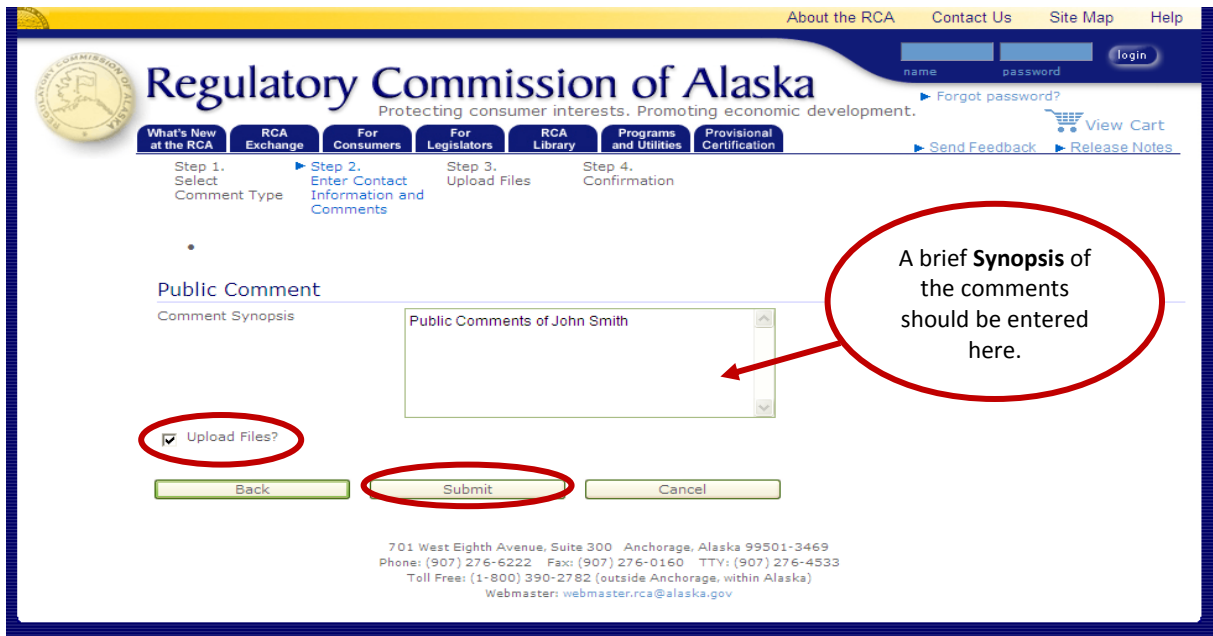 About the RCA Contact Us Site Map Help
login
name password
Regulatory Commission of Alaska
Protecting consumer interests. Promoting economic development.
Forgot password?
View Cart
Send Feedback Release Notes
What's New at the RCA
RCA Exchange
For Consumers
For Legislators
RCA Library
Programs and Utilities
Provisional Certification
Step 1.
Select
Comment Type
Step 2.
Enter Contact
Information and
Comments
Step 3.
Upload Files
Step 4.
Confirmation
Public Comment
Comment Synopsis
Public Comments of John Smith
A brief Synopsis of
the comments
should be entered
here.
Upload Files?
Back Submit Cancel
701 West Eighth Avenue, Suite 300 Anchorage, Alaska 99501-3469
Phone: (907) 276-6222 Fax: (907) 276-0160 TTY: (907) 276-4533
Toll Free: (1-800) 390-2782 (outside Anchorage, within Alaska)
Webmaster: webmaster.rca@alaska.gov